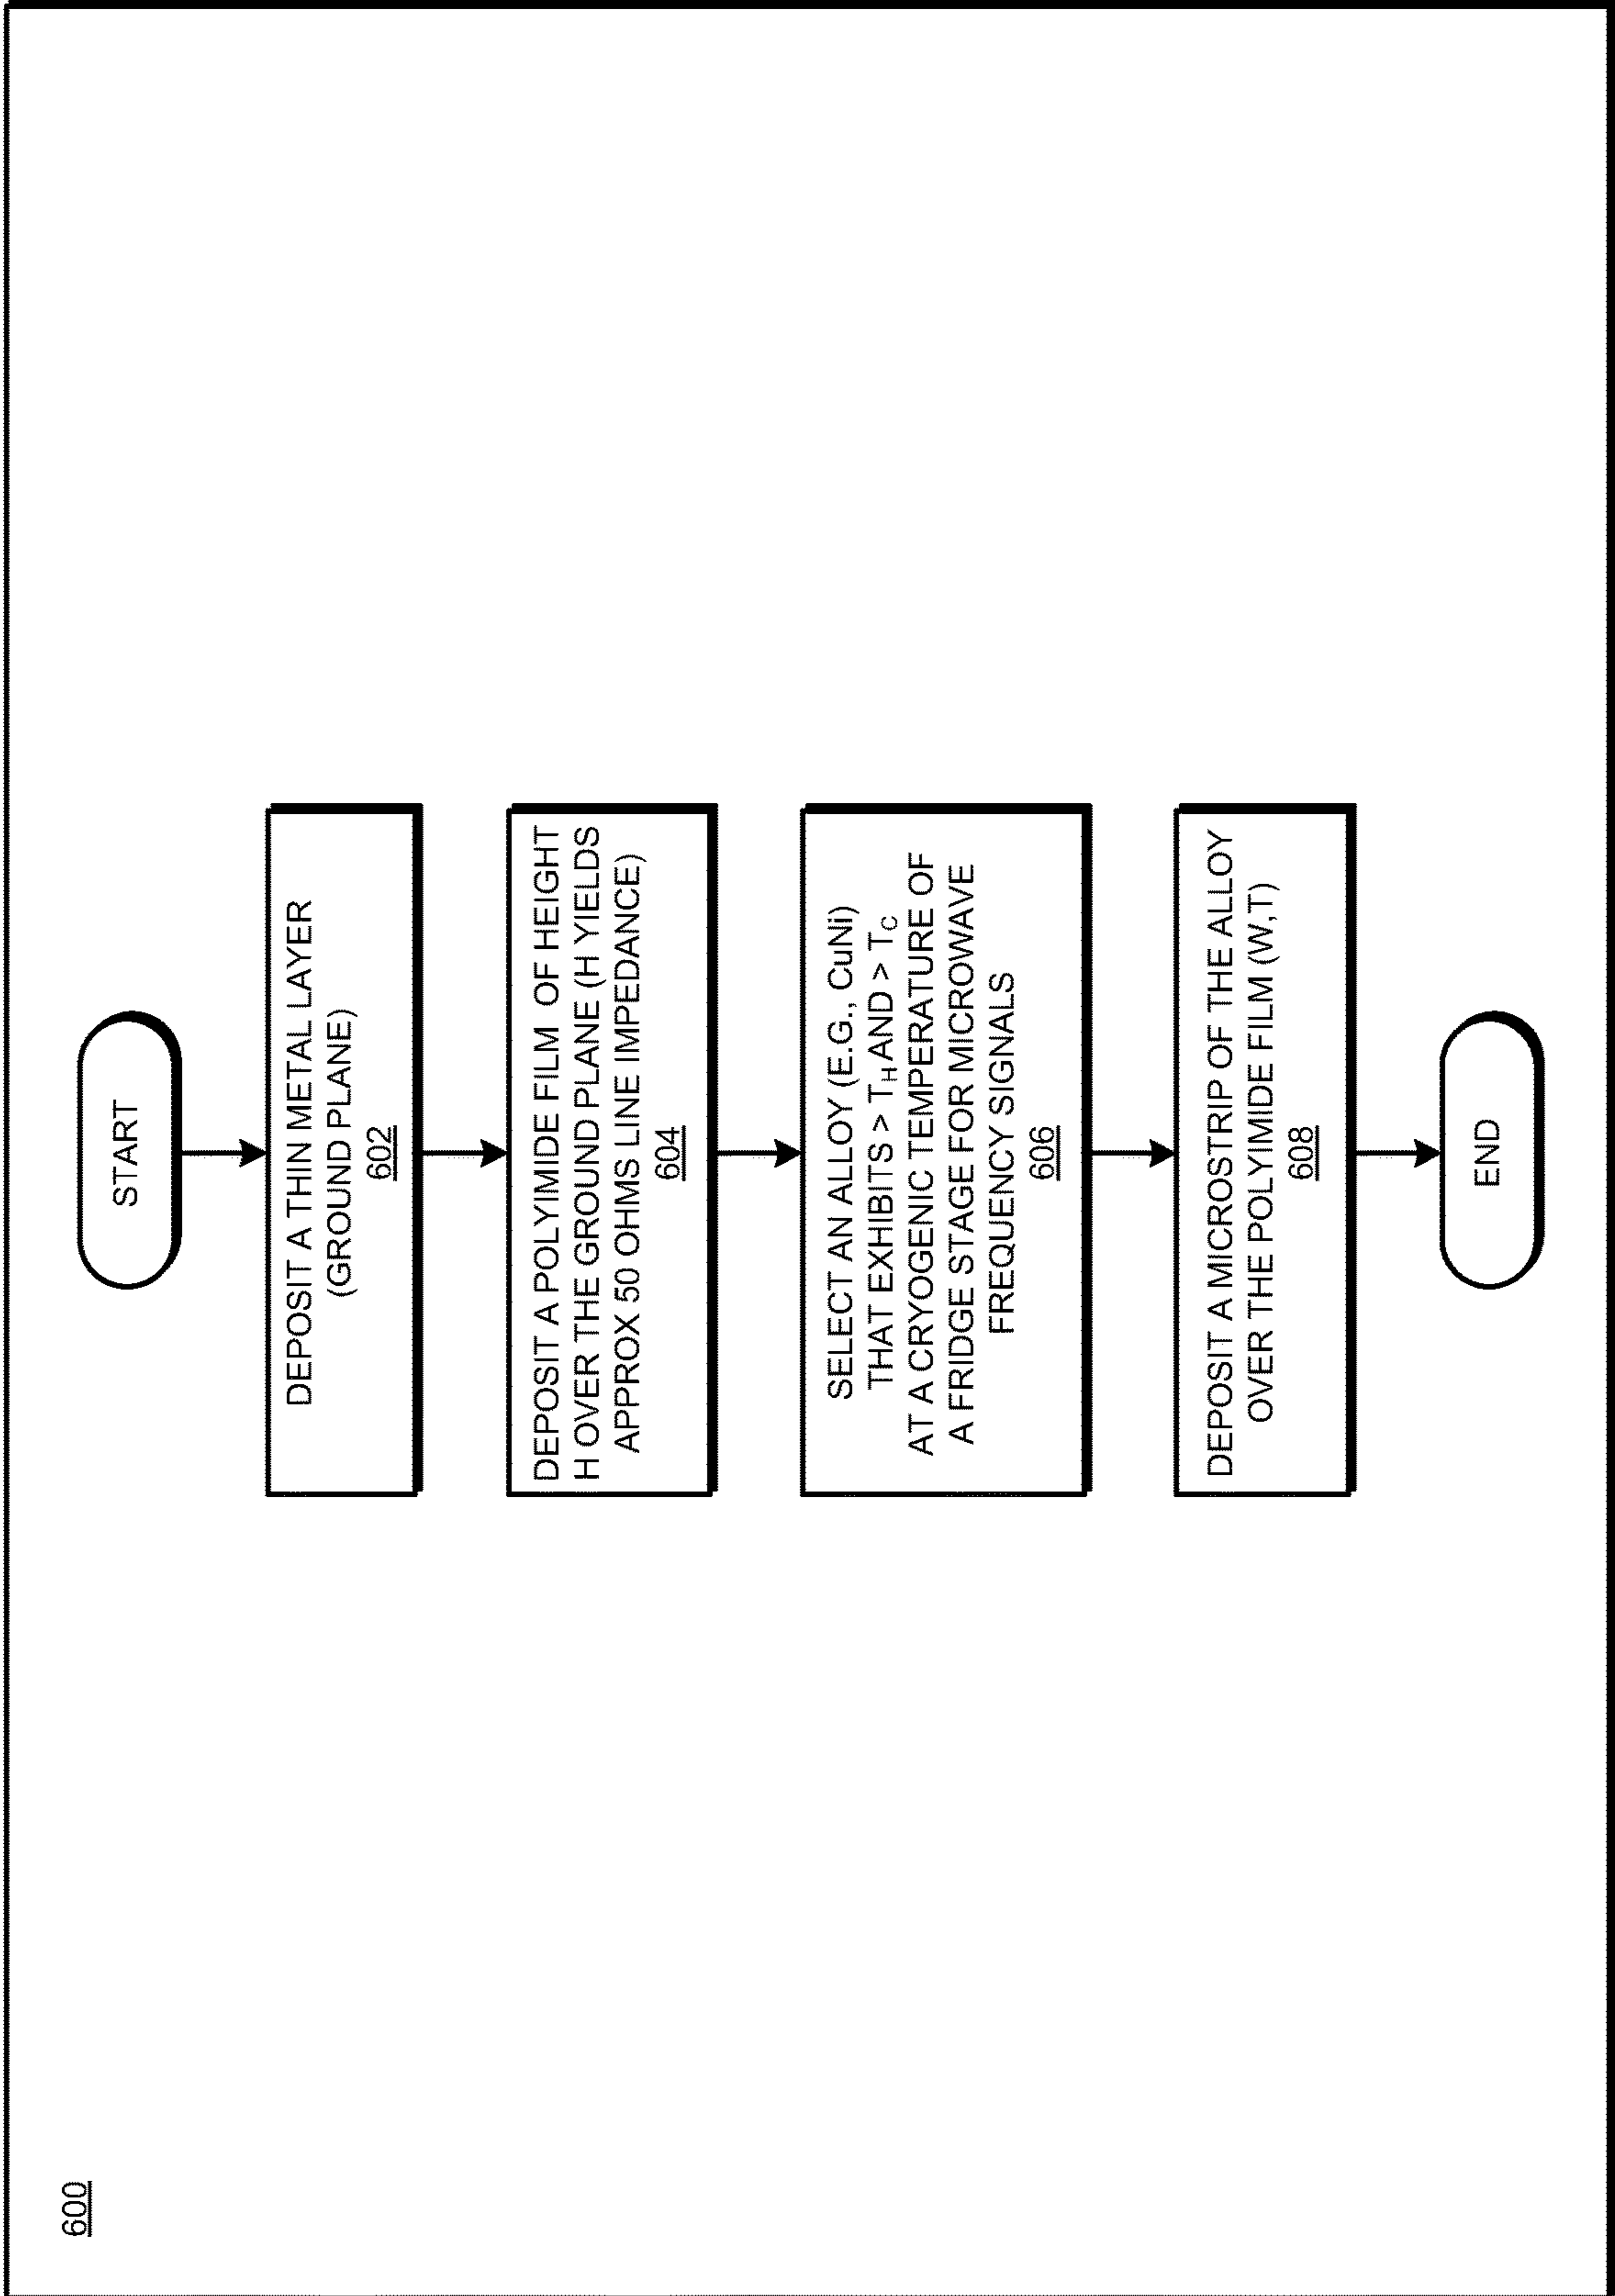 600
START
DEPOSIT A THIN METAL LAYER
(GROUND PLANE)
602
DEPOSIT A POLYIMIDE FILM OF HEIGHT
H OVER THE GROUND PLANE (H YIELDS
APPROX 50 OHMS LINE IMPEDANCE)
604
SELECT AN ALLOY (E.G., CuNi)
THAT EXHIBITS > T_H AND > T_C
AT A CRYOGENIC TEMPERATURE OF
A FRIDGE STAGE FOR MICROWAVE
FREQUENCY SIGNALS
606
DEPOSIT A MICROSTRIP OF THE ALLOY
OVER THE POLYIMIDE FILM (W,T)
608
END